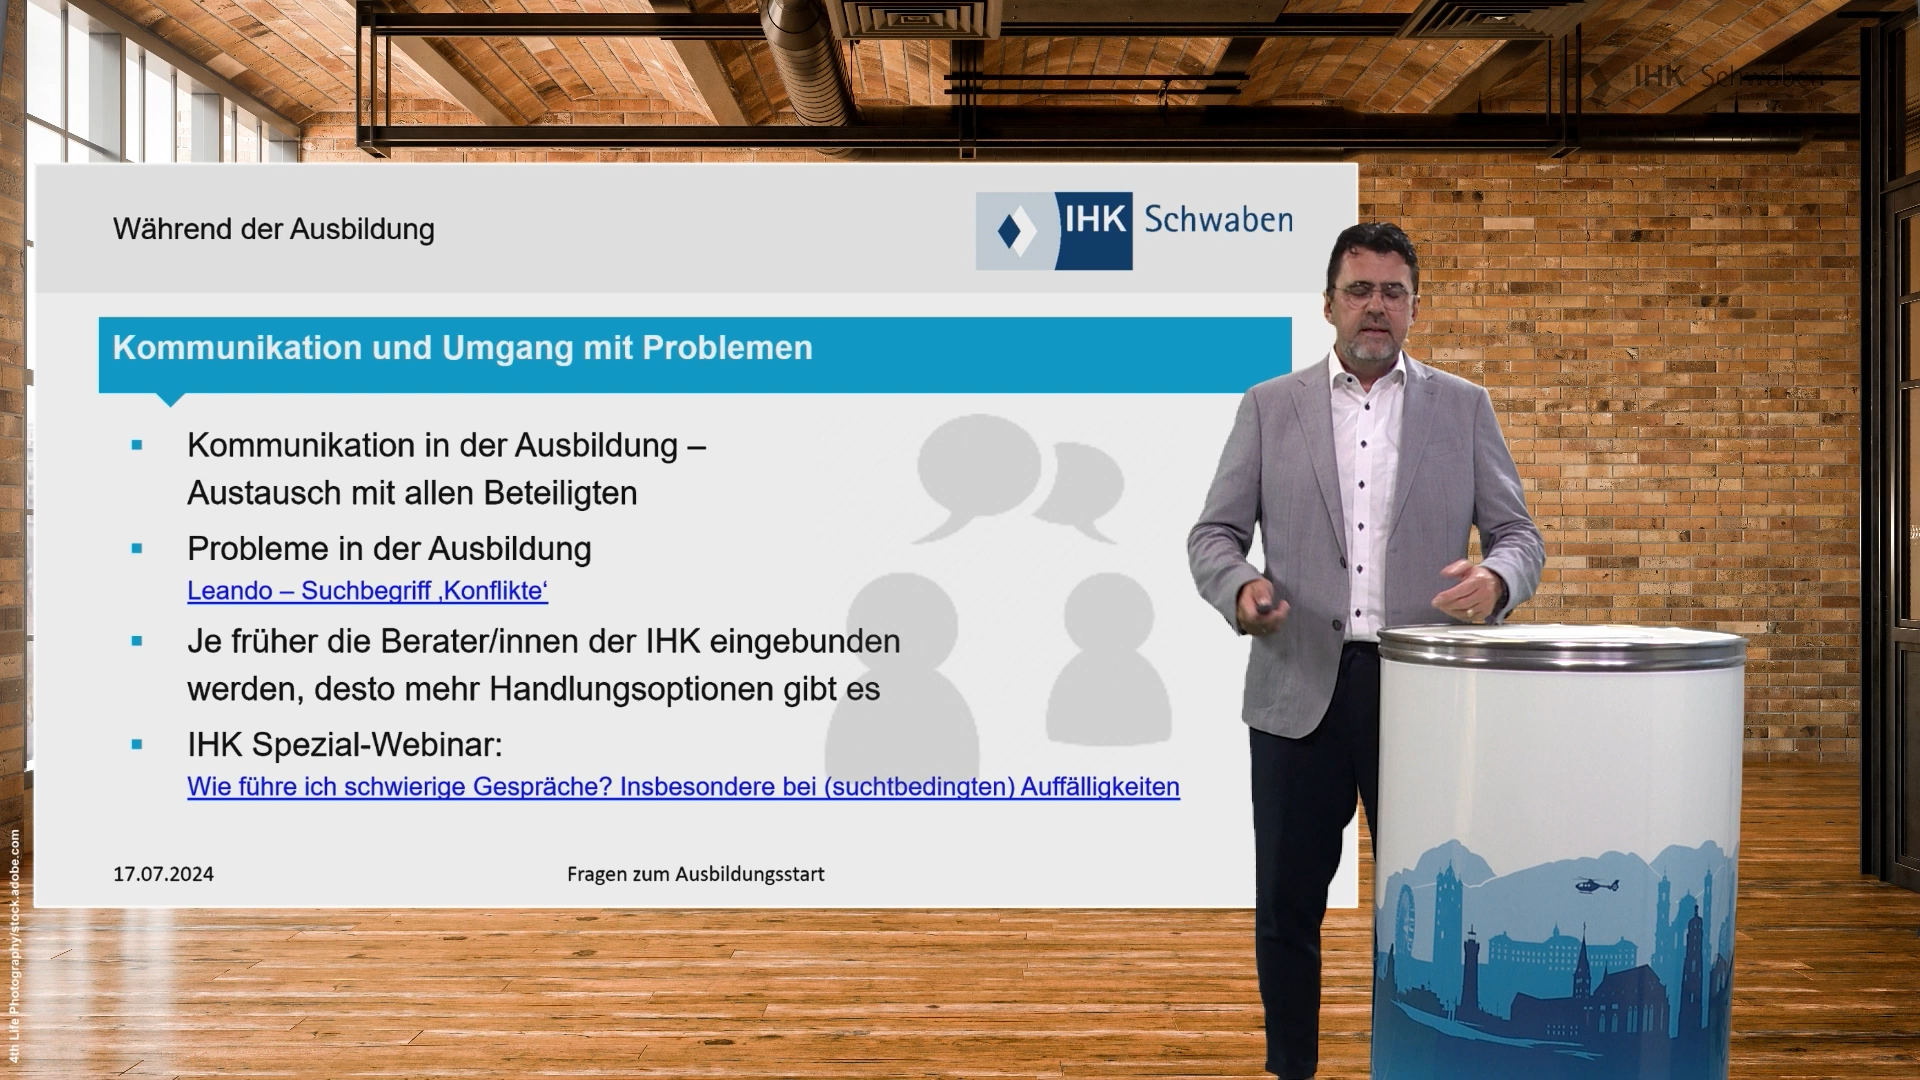 IHK Schwaben
Während der Ausbildung
IHK Schwaben
Kommunikation und Umgang mit Problemen
Kommunikation in der Ausbildung –
Austausch mit allen Beteiligten
Probleme in der Ausbildung
Leando – Suchbegriff ‚Konflikte‘
Je früher die Berater/innen der IHK eingebunden
werden, desto mehr Handlungsoptionen gibt es
IHK Spezial-Webinar:
Wie führe ich schwierige Gespräche? Insbesondere bei (suchtbedingten) Auffälligkeiten
17.07.2024
Fragen zum Ausbildungsstart
4th Life Photography/stock.adobe.com